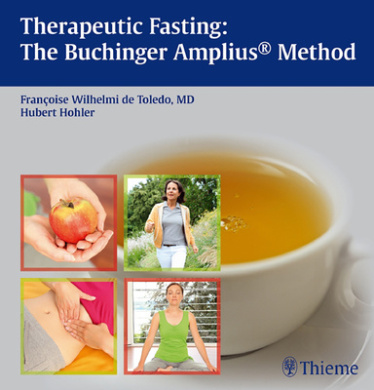 Therapeutic Fasting:
The Buchinger Amplius® Method
Françoise Wilhelmi de Toledo, MD
Hubert Hohler
Thieme